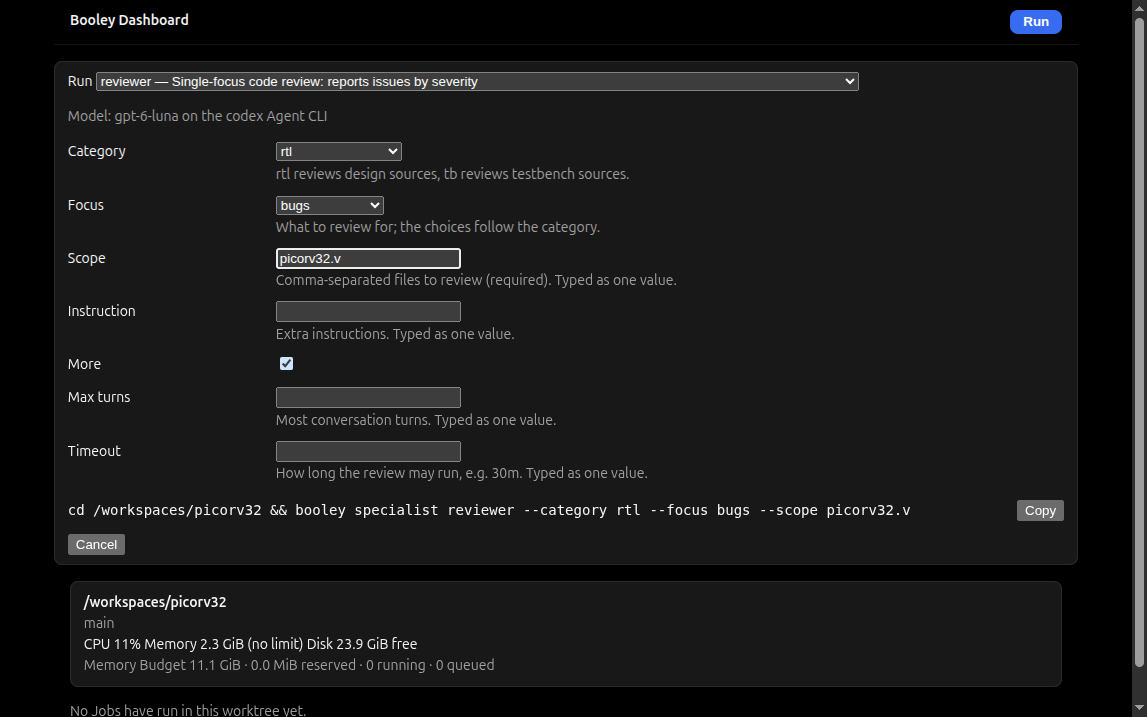 Booley Dashboard
Run
Run reviewer — Single-focus code review: reports issues by severity
Model: gpt-6-luna on the codex Agent CLI
Category rtl
rtl reviews design sources, tb reviews testbench sources.
Focus bugs
What to review for; the choices follow the category.
Scope picorv32.v
Comma-separated files to review (required). Typed as one value.
Instruction
Extra instructions. Typed as one value.
More
Max turns
Most conversation turns. Typed as one value.
Timeout
How long the review may run, e.g. 30m. Typed as one value.
cd /workspaces/picorv32 && booley specialist reviewer --category rtl --focus bugs --scope picorv32.v Copy
Cancel
/workspaces/picorv32
main
CPU 11% Memory 2.3 GiB (no limit) Disk 23.9 GiB free
Memory Budget 11.1 GiB · 0.0 MiB reserved · 0 running · 0 queued
No Jobs have run in this worktree yet.